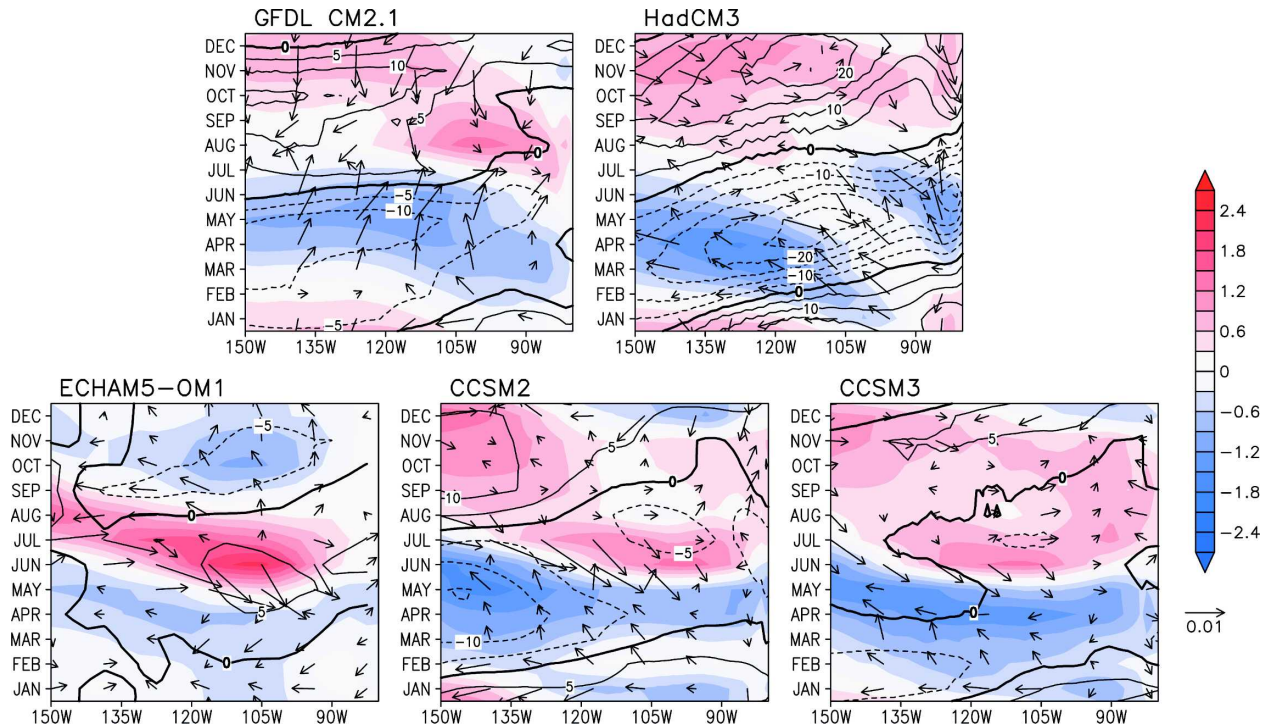 GFDL CM2.1
HadCM3
DEC
NOV
OCT
SEP
AUG
JUL
JUN
MAY
APR
MAR
FEB
JAN
0
5
10
5
0
-5
-10
-5
150W 135W 120W 105W 90W
DEC
NOV
OCT
SEP
AUG
JUL
JUN
MAY
APR
MAR
FEB
JAN
20
10
0
-10
-20
-10
0
10
150W 135W 120W 105W 90W
2.4
1.8
1.2
0.6
0
-0.6
-1.2
-1.8
-2.4
0.01
ECHAM5-OM1
CCSM2
CCSM3
DEC
NOV
OCT
SEP
AUG
JUL
JUN
MAY
APR
MAR
FEB
JAN
-5
0
5
0
150W 135W 120W 105W 90W
DEC
NOV
OCT
SEP
AUG
JUL
JUN
MAY
APR
MAR
FEB
JAN
5
0
10
-5
-10
5
150W 135W 120W 105W 90W
DEC
NOV
OCT
SEP
AUG
JUL
JUN
MAY
APR
MAR
FEB
JAN
5
0
0
150W 135W 120W 105W 90W